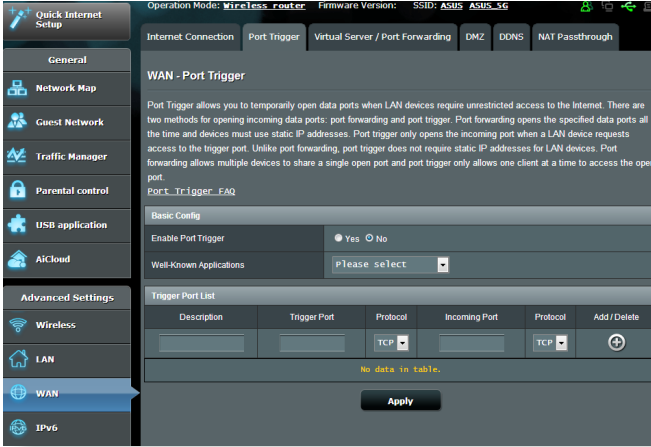 Quick Internet
Setup
General
Network Map
Guest Network
Traffic Manager
Parental control
USB application
AiCloud
Advanced Settings
Wireless
LAN
WAN
IPv6
Operation Mode: Wireless router Firmware Version: SSID: ASUS ASUS_5G
Internet Connection Port Trigger Virtual Server / Port Forwarding DMZ DDNS NAT Passthrough
WAN - Port Trigger
Port Trigger allows you to temporarily open data ports when LAN devices require unrestricted access to the Internet. There are
two methods for opening incoming data ports: port forwarding and port trigger. Port forwarding opens the specified data ports all
the time and devices must use static IP addresses. Port trigger only opens the incoming port when a LAN device requests
access to the trigger port. Unlike port forwarding, port trigger does not require static IP addresses for LAN devices. Port
forwarding allows multiple devices to share a single open port and port trigger only allows one client at a time to access the ope
port.
Port Trigger FAQ
Basic Config
Enable Port Trigger Yes No
Well-Known Applications Please select
Trigger Port List
Description Trigger Port Protocol Incoming Port Protocol Add / Delete
TCP TCP
No data in table.
Apply